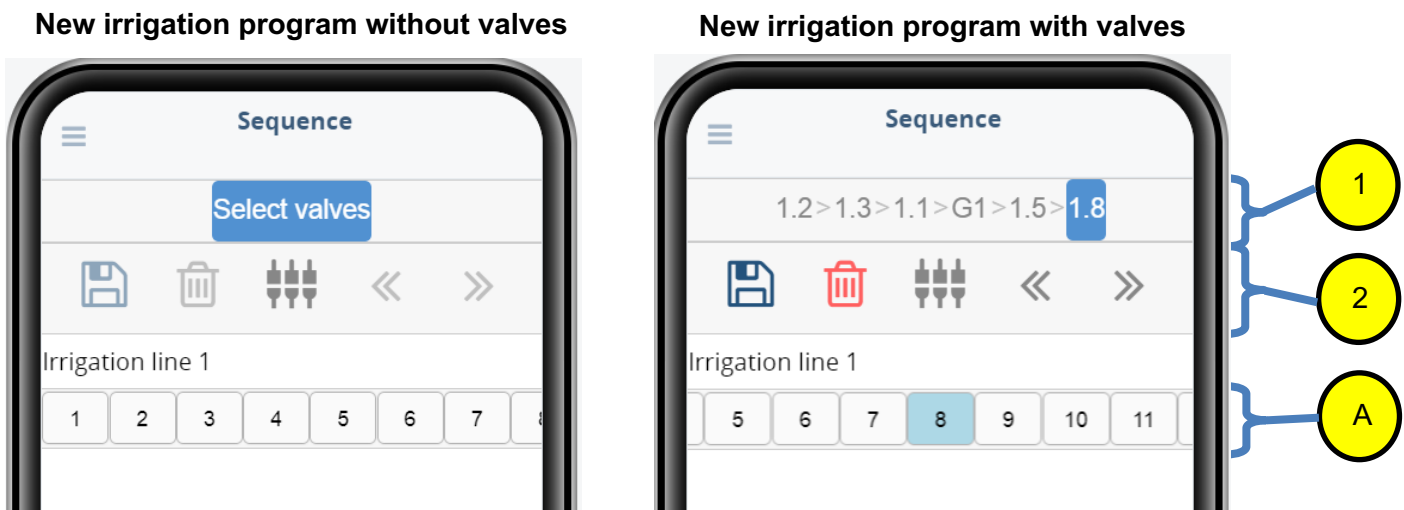 New irrigation program without valves
Sequence
Select valves
Irrigation line 1
1 2 3 4 5 6 7 8
New irrigation program with valves
Sequence
1.2>1.3>1.1>G1>1.5>1.8
Irrigation line 1
5 6 7 8 9 10 11
1
2
A